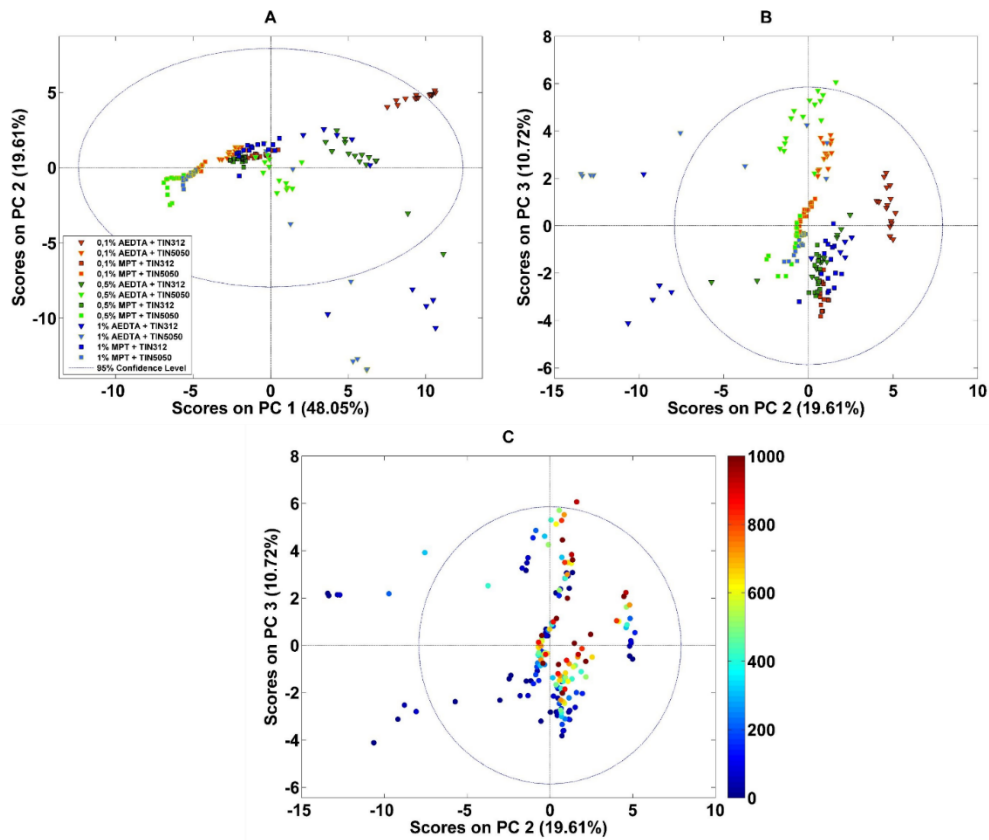 A
Scores on PC 2 (19.61%)
5
0
-5
-10
-10
-5
0
5
10
Scores on PC 1 (48.05%)
0,1% AEDTA + TIN312
0,1% AEDTA + TIN5050
0,1% MPT + TIN312
0,1% MPT + TIN5050
0,5% AEDTA + TIN312
0,5% AEDTA + TIN5050
0,5% MPT + TIN312
0,5% MPT + TIN5050
1% AEDTA + TIN312
1% AEDTA + TIN5050
1% MPT + TIN312
1% MPT + TIN5050
95% Confidence Level
B
Scores on PC 3 (10.72%)
8
6
4
2
0
-2
-4
-6
-15
-10
-5
0
5
10
Scores on PC 2 (19.61%)
C
Scores on PC 3 (10.72%)
8
6
4
2
0
-2
-4
-6
-15
-10
-5
0
5
10
Scores on PC 2 (19.61%)
1000
800
600
400
200
0